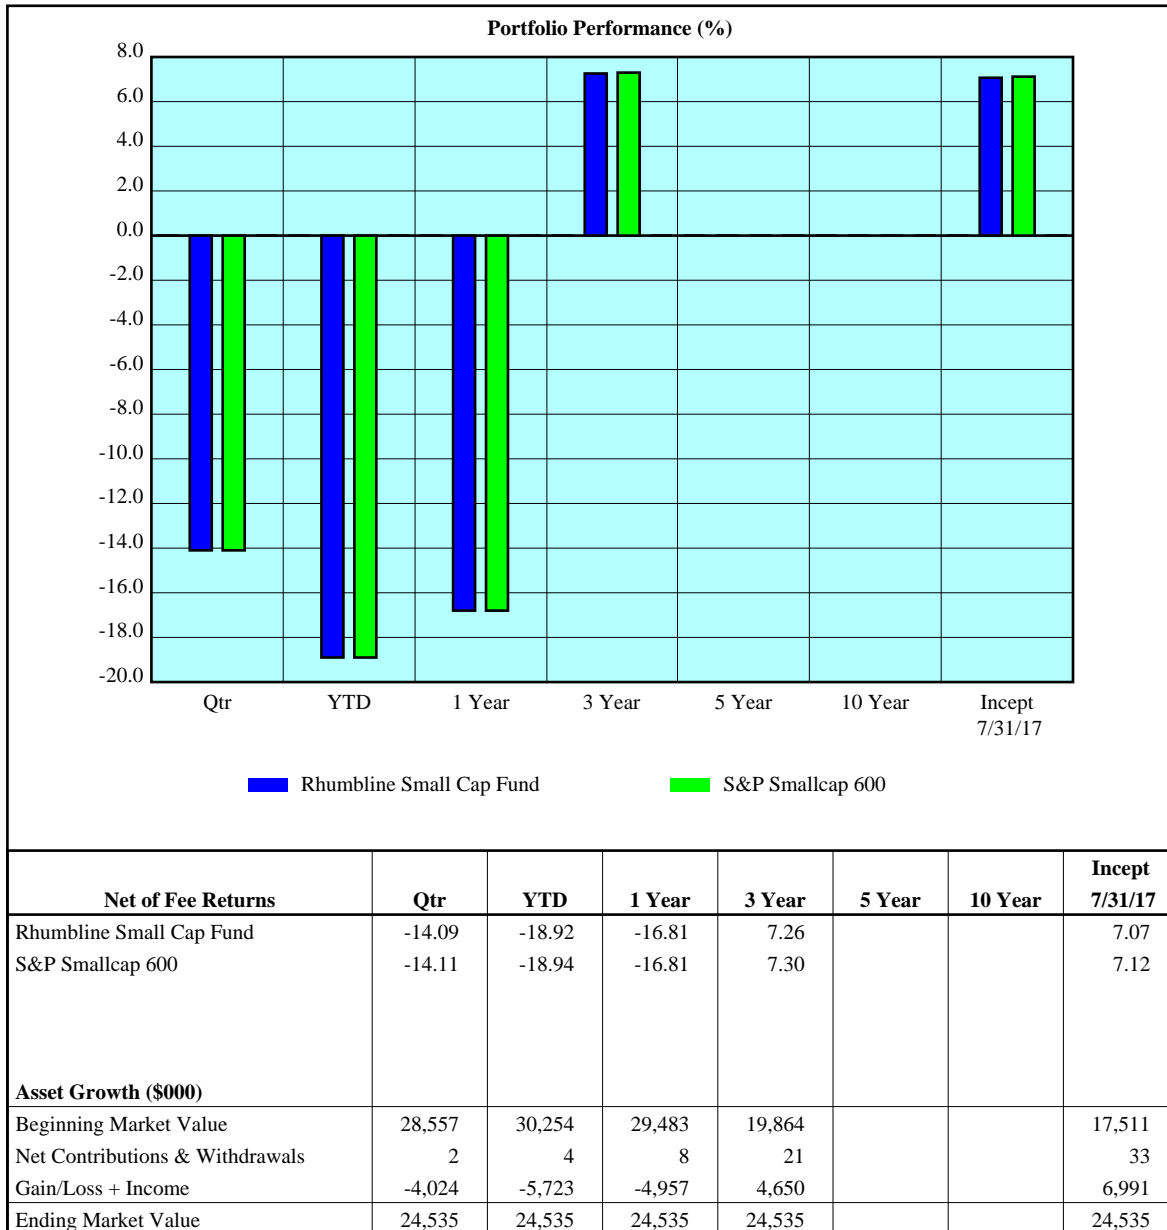 Portfolio Performance (%)
8.0
6.0
4.0
2.0
0.0
-2.0
-4.0
-6.0
-8.0
-10.0
-12.0
-14.0
-16.0
-18.0
-20.0
Qtr YTD 1 Year 3 Year 5 Year 10 Year Incept
7/31/17
Rhumbline Small Cap Fund S&P Smallcap 600
Incept
Net of Fee Returns Qtr YTD 1 Year 3 Year 5 Year 10 Year 7/31/17
Rhumbline Small Cap Fund -14.09 -18.92 -16.81 7.26 7.07
S&P Smallcap 600 -14.11 -18.94 -16.81 7.30 7.12
Asset Growth ($000)
Beginning Market Value 28,557 30,254 29,483 19,864 17,511
Net Contributions & Withdrawals 2 4 8 21 33
Gain/Loss + Income -4,024 -5,723 -4,957 4,650 6,991
Ending Market Value 24,535 24,535 24,535 24,535 24,535